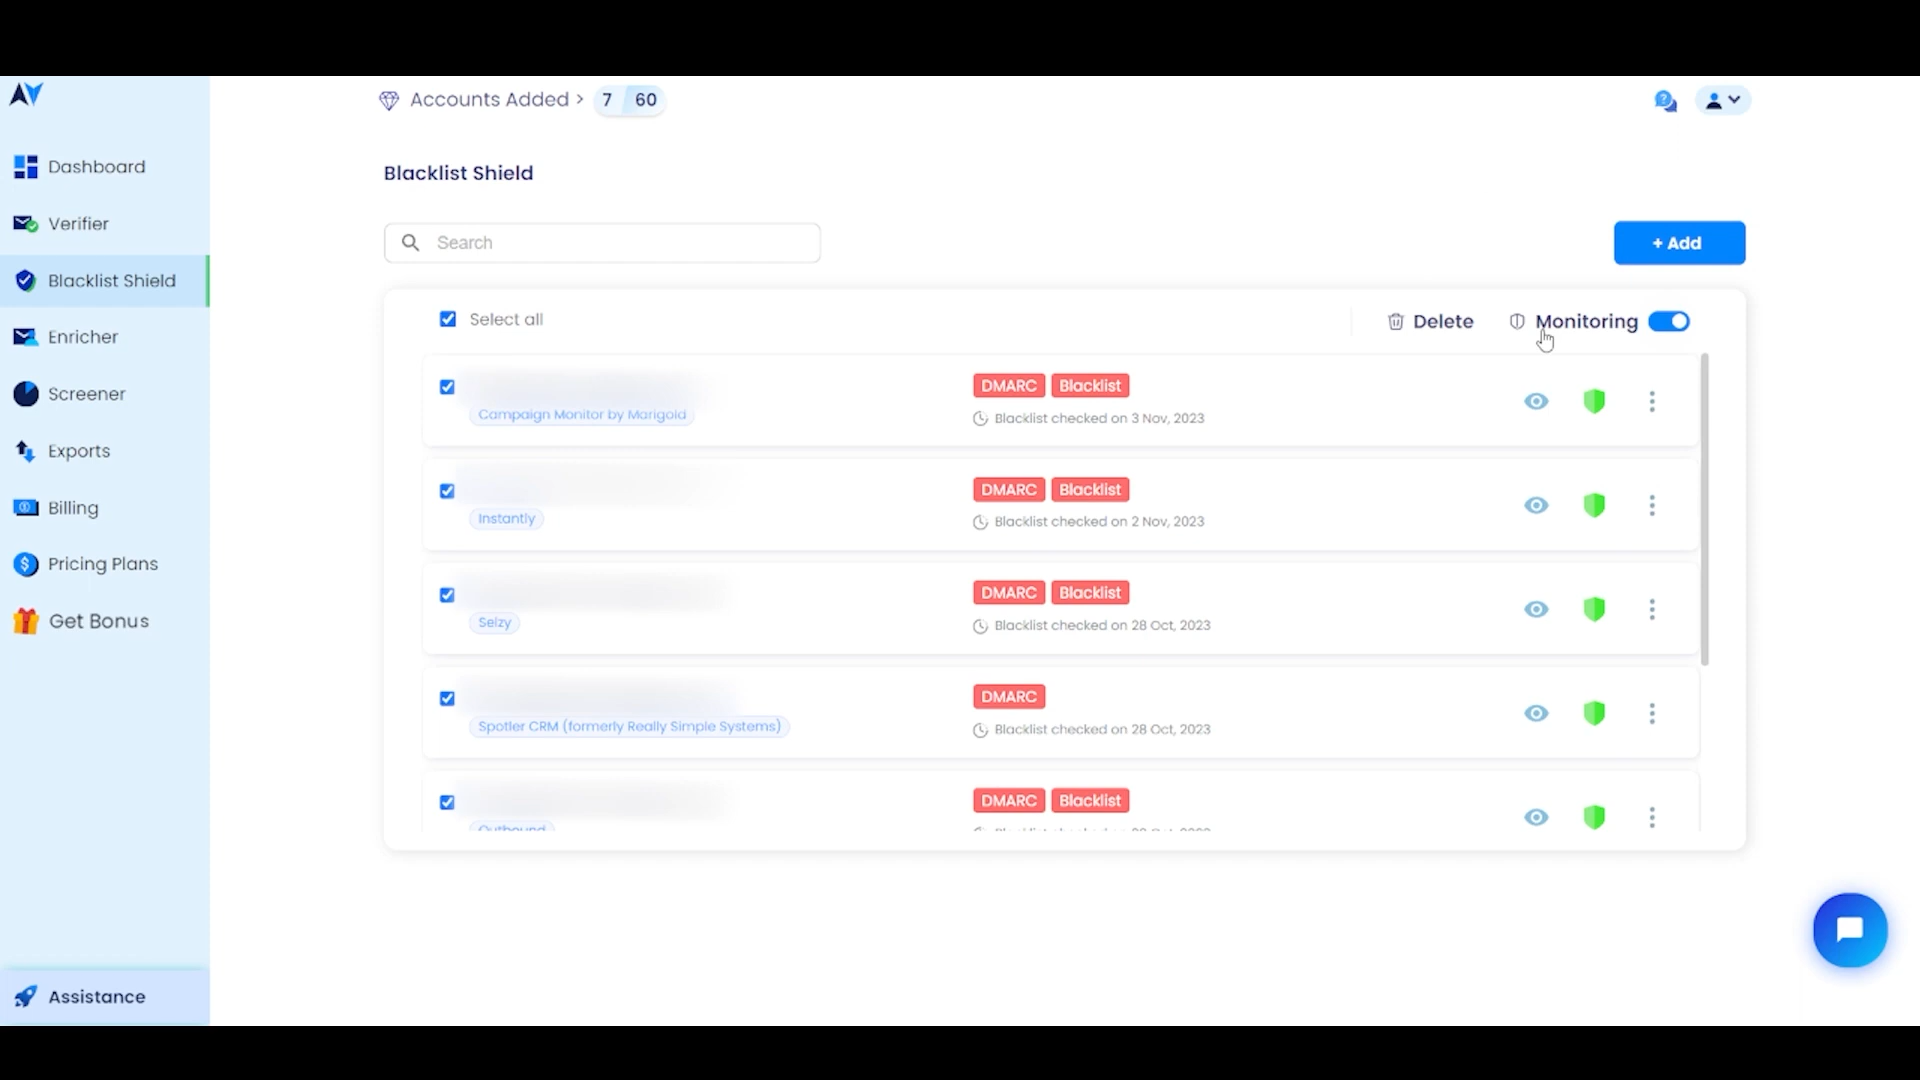 Accounts Added > 7 60
Dashboard
Verifier
Blacklist Shield
Enricher
Screener
Exports
Billing
Pricing Plans
Get Bonus
Assistance
Blacklist Shield
Search
+ Add
Select all
Delete
Monitoring
DMARC Blacklist
Campaign Monitor by Marigold
Blacklist checked on 3 Nov, 2023
DMARC Blacklist
Instantly
Blacklist checked on 2 Nov, 2023
DMARC Blacklist
Selzy
Blacklist checked on 28 Oct, 2023
DMARC
Spotler CRM (formerly Really Simple Systems)
Blacklist checked on 28 Oct, 2023
DMARC Blacklist
Outbound